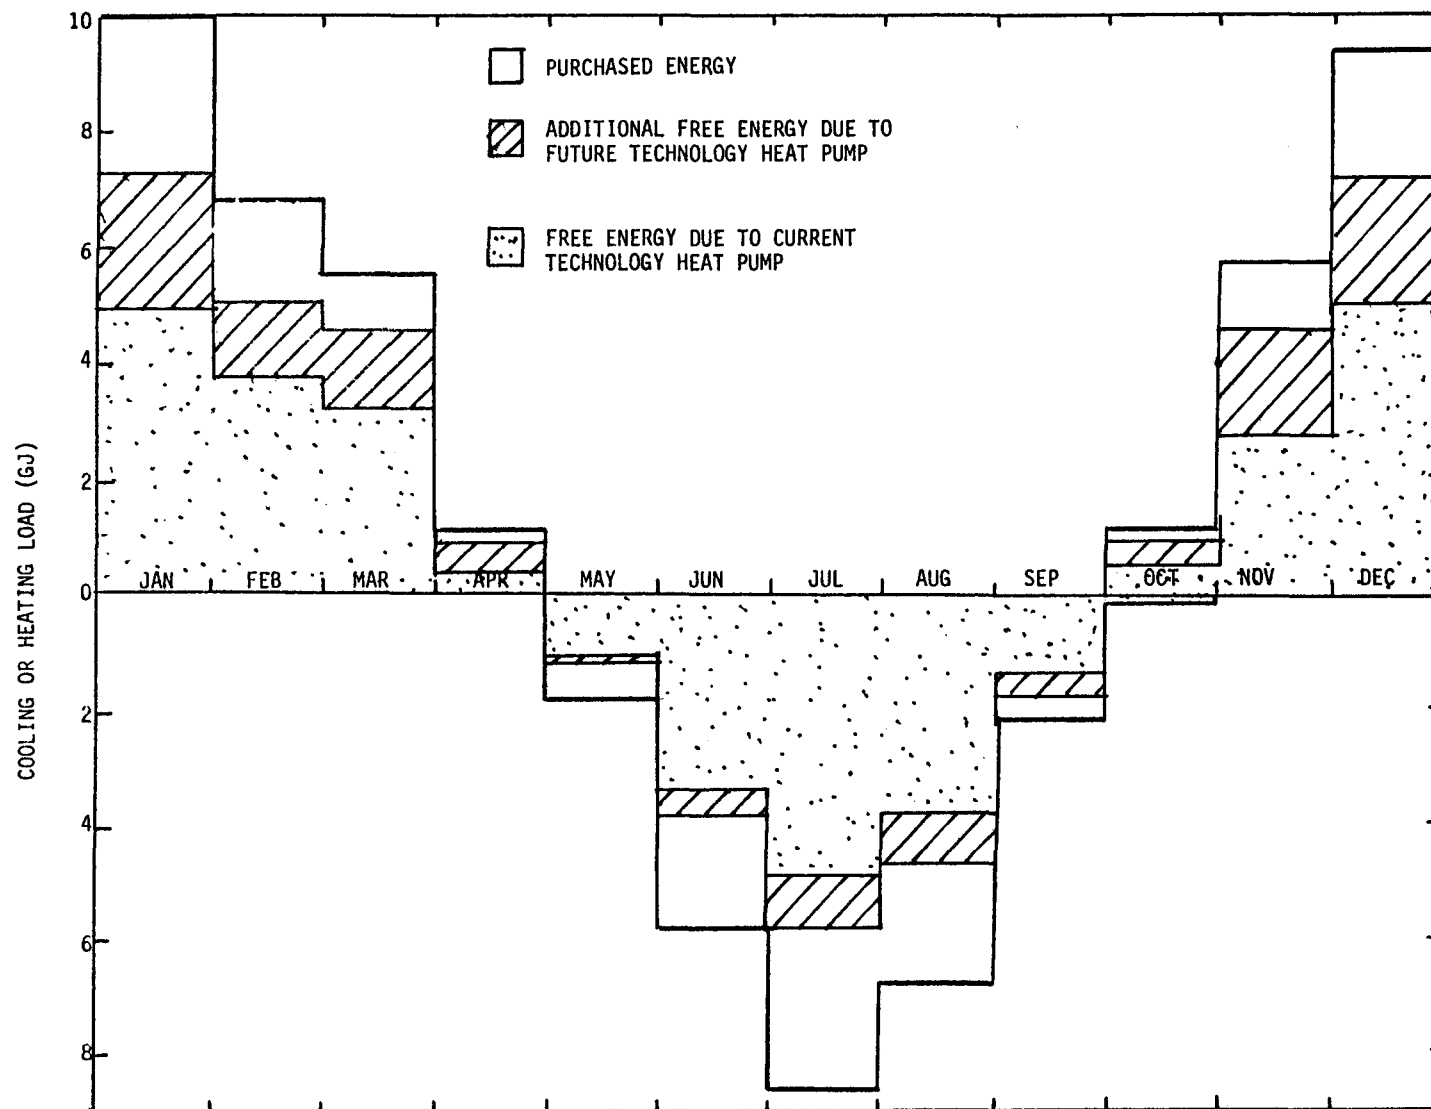 10
8
6
4
2
0
2
4
6
8
COOLING OR HEATING LOAD (GJ)
PURCHASED ENERGY
ADDITIONAL FREE ENERGY DUE TO
FUTURE TECHNOLOGY HEAT PUMP
FREE ENERGY DUE TO CURRENT
TECHNOLOGY HEAT PUMP
JAN FEB MAR APR MAY JUN JUL AUG SEP OCT NOV DEC